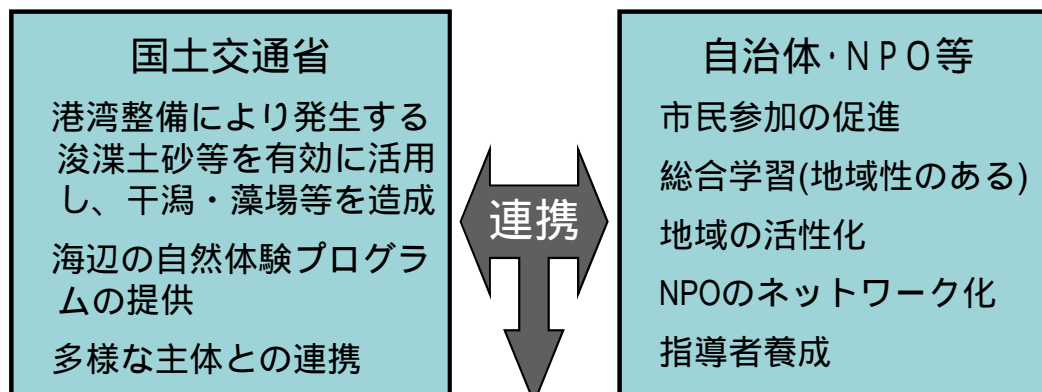 国土交通省
港湾整備により発生する
浚渫土砂等を有効に活用
し、干潟・藻場等を造成
海辺の自然体験プログラ
ムの提供
多様な主体との連携
連携
自治体・NPO等
市民参加の促進
総合学習(地域性のある)
地域の活性化
NPOのネットワーク化
指導者養成